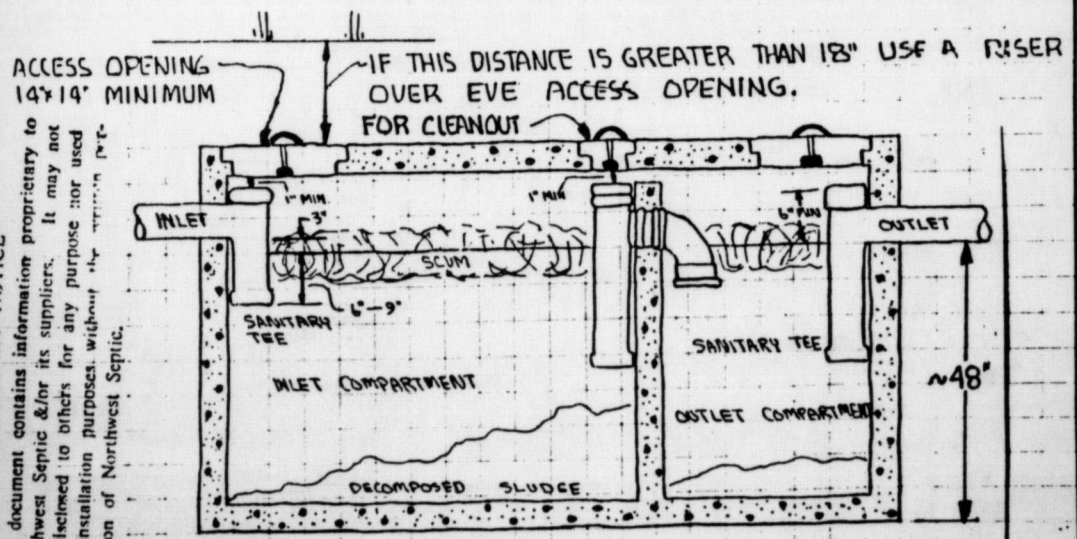 ACCESS OPENING
14"x14" MINIMUM
IF THIS DISTANCE IS GREATER THAN 18" USE A RISER
OVER EVE ACCESS OPENING.
FOR CLEANOUT
1" MIN
3"
1" MIN
6" MIN
INLET
OUTLET
SCUM
6"-9"
SANITARY
TEE
SANITARY TEE
INLET COMPARTMENT
OUTLET COMPARTMENT
~48"
DECOMPOSED SLUDGE
document contains information proprietary to
hwest Septic &/or its suppliers. It may not
isclosed to others for any purpose nor used
nstallation purposes without the
on of Northwest Septic.